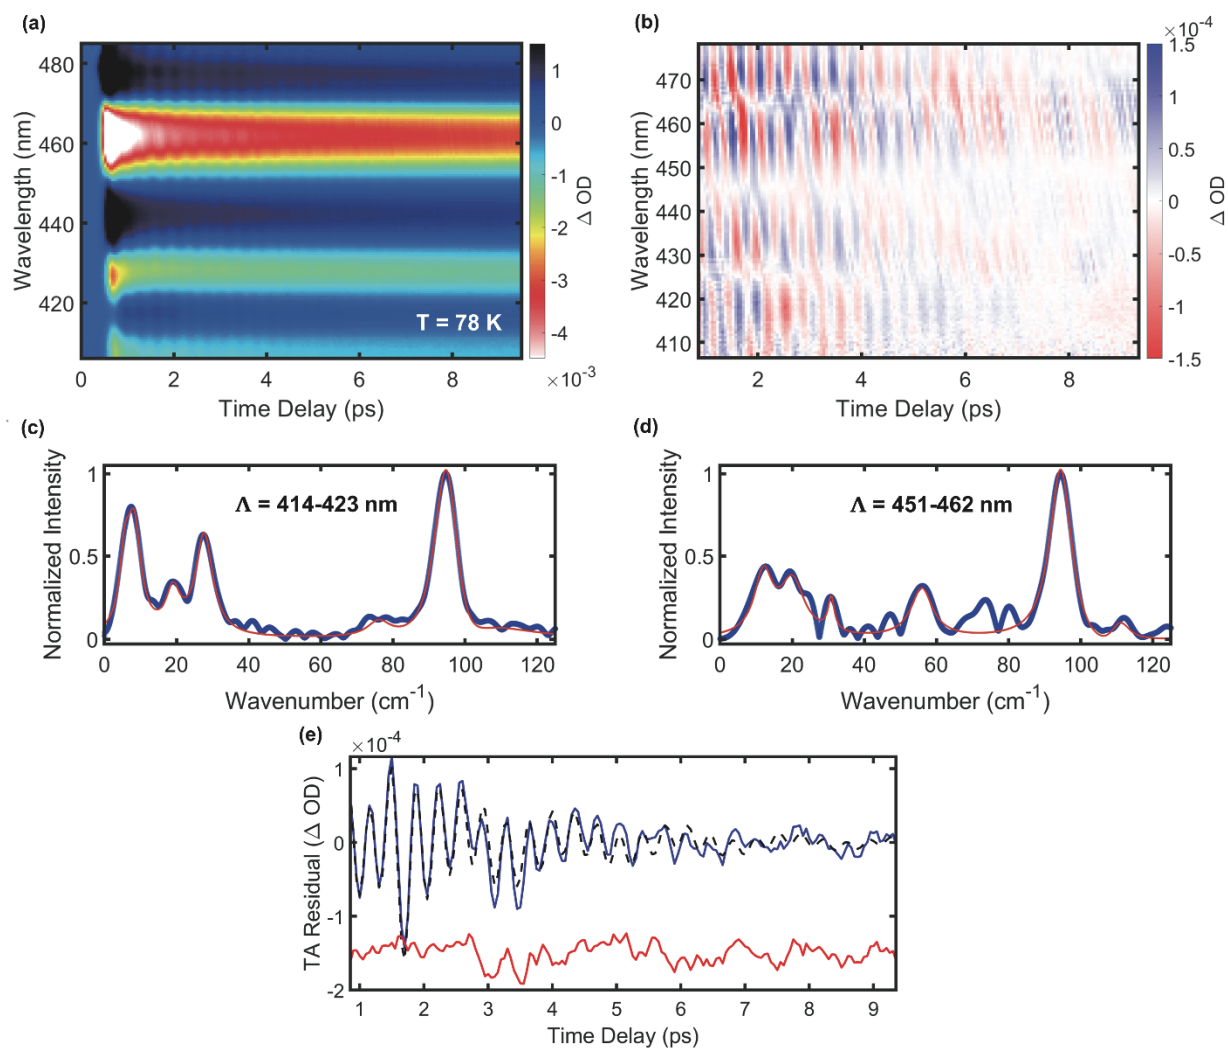 (a)
480
460
440
420
Wavelength (nm)
0 2 4 6 8
Time Delay (ps)
T = 78 K
1
0
-1
-2
-3
-4
×10-3
Δ OD
(b)
470
460
450
440
430
420
410
Wavelength (nm)
2 4 6 8
Time Delay (ps)
×10-4
1.5
1
0.5
0
-0.5
-1
-1.5
Δ OD
(c)
1
0.5
0
Normalized Intensity
Λ = 414-423 nm
0 20 40 60 80 100 120
Wavenumber (cm-1)
(d)
1
0.5
0
Normalized Intensity
Λ = 451-462 nm
0 20 40 60 80 100 120
Wavenumber (cm-1)
(e)
×10-4
1
0
-1
-2
TA Residual (Δ OD)
1 2 3 4 5 6 7 8 9
Time Delay (ps)